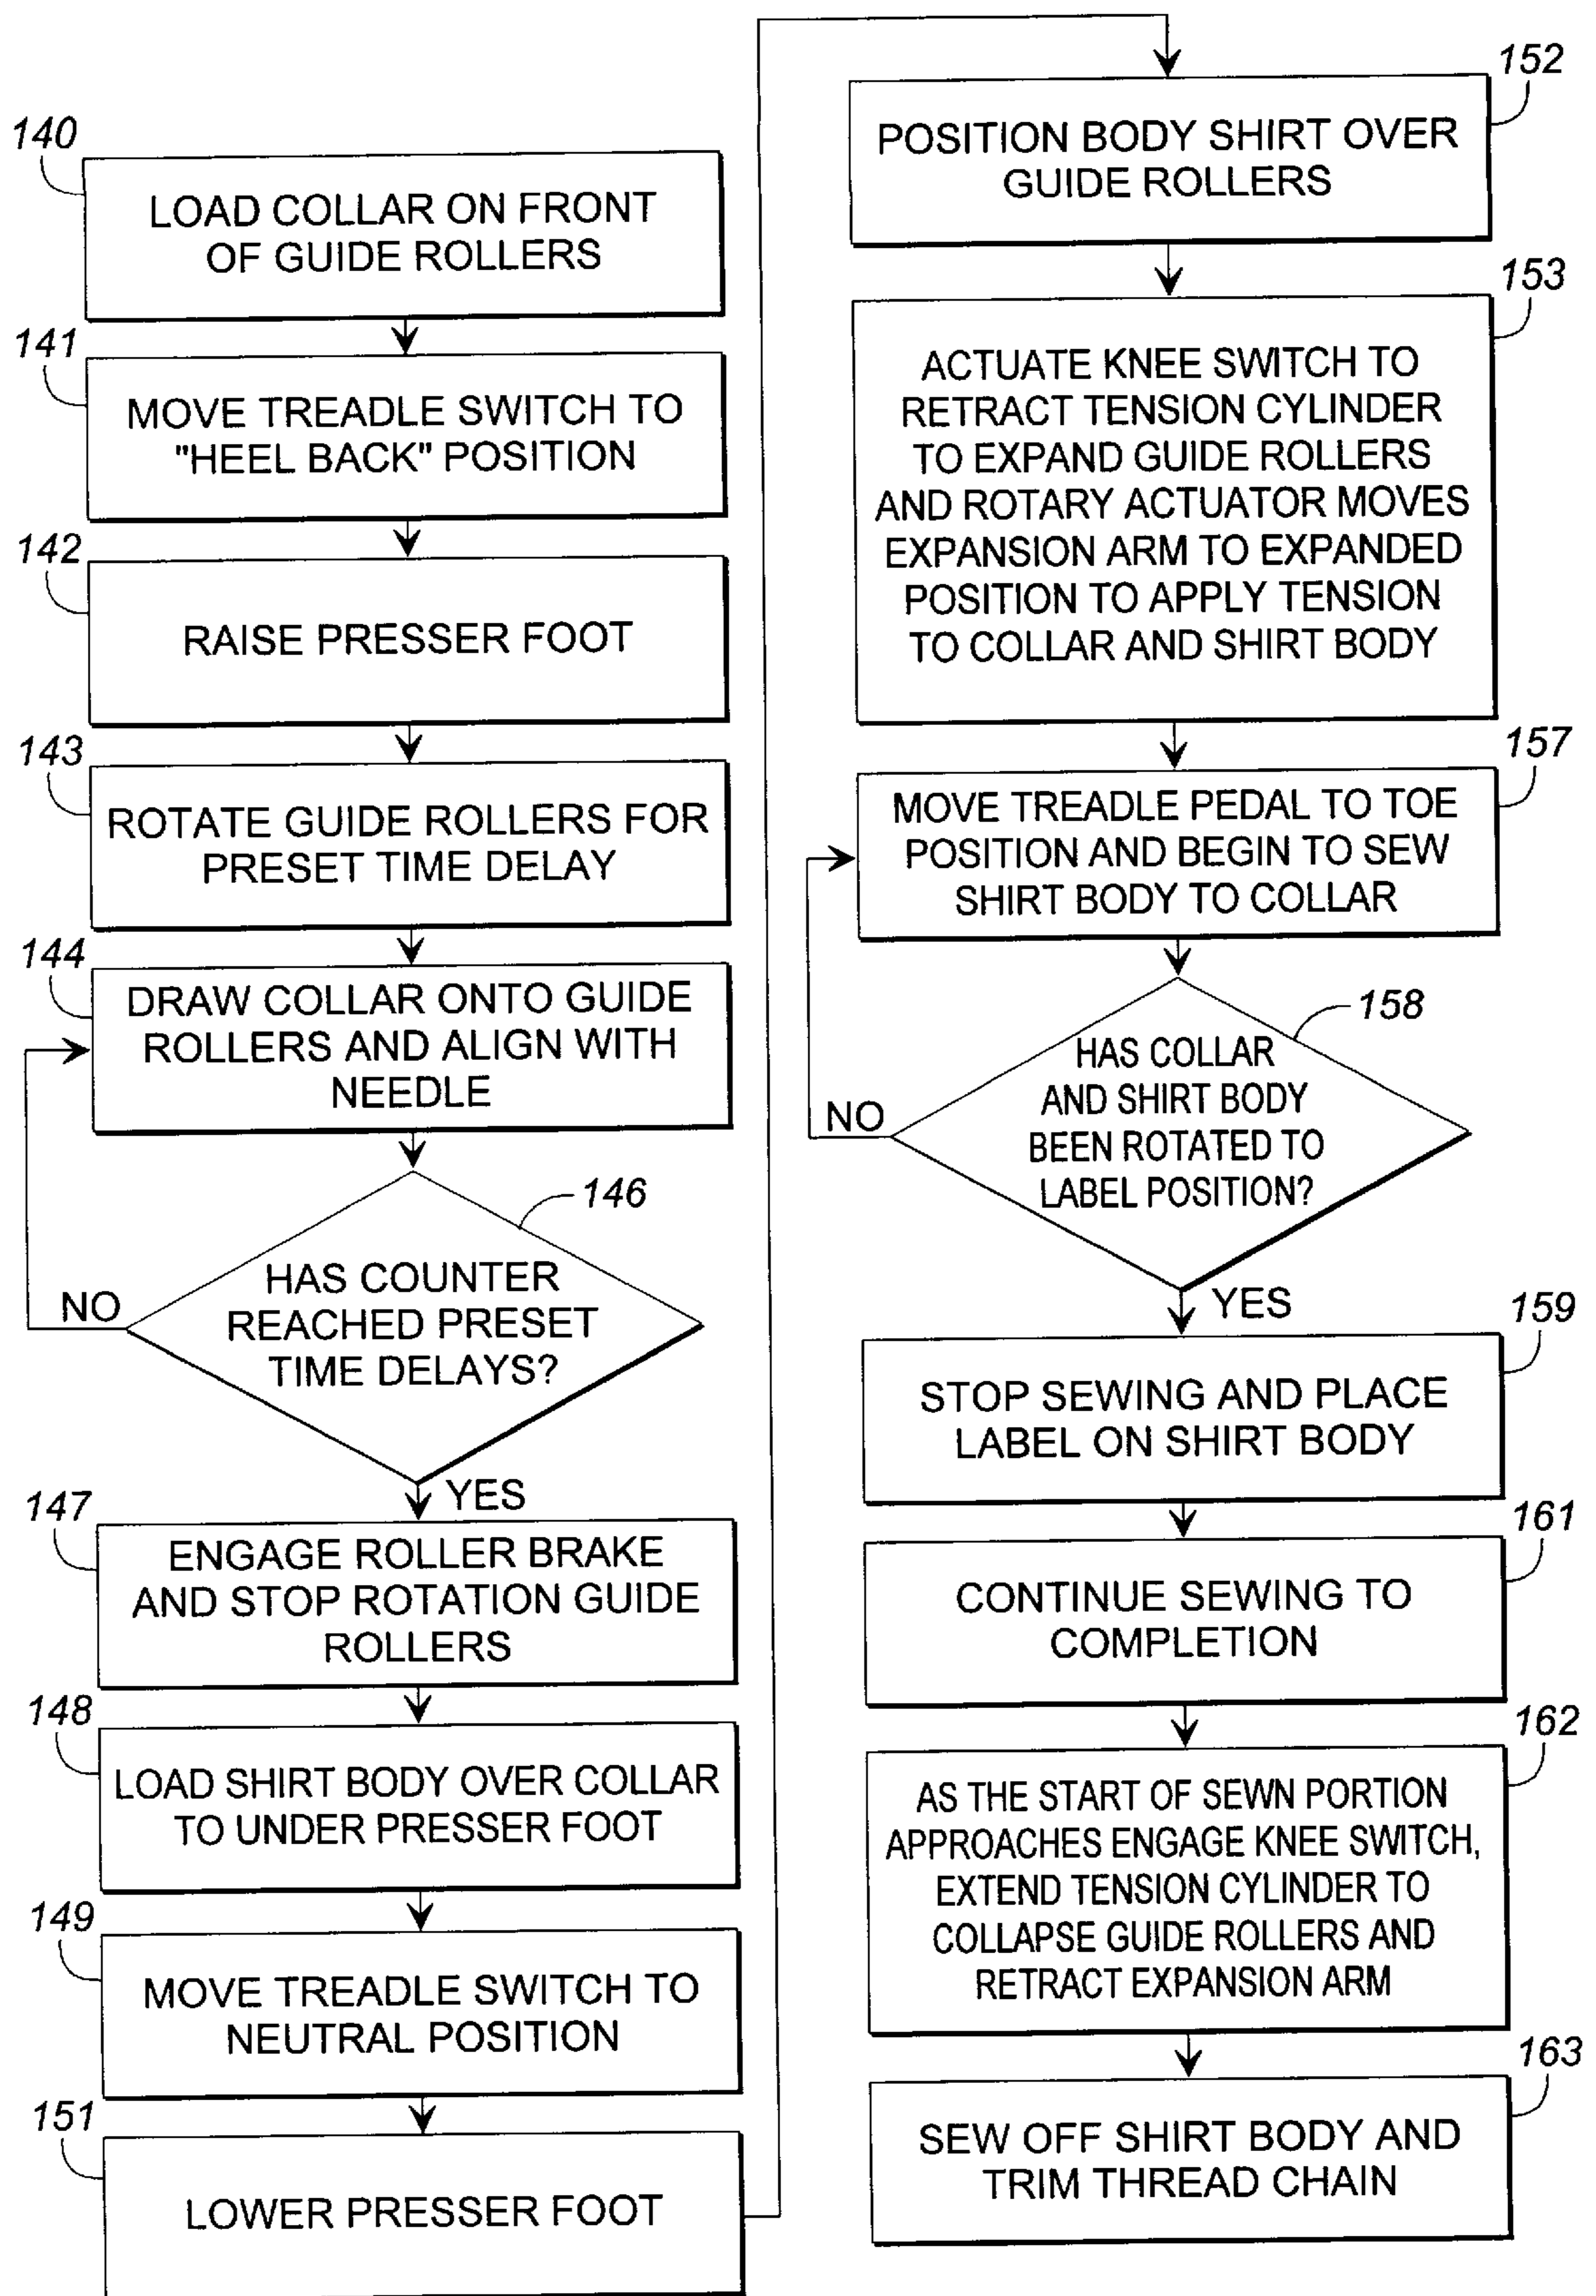 140
LOAD COLLAR ON FRONT
OF GUIDE ROLLERS
141
MOVE TREADLE SWITCH TO
"HEEL BACK" POSITION
142
RAISE PRESSER FOOT
143
ROTATE GUIDE ROLLERS FOR
PRESET TIME DELAY
144
DRAW COLLAR ONTO GUIDE
ROLLERS AND ALIGN WITH
NEEDLE
146
HAS COUNTER
REACHED PRESET
TIME DELAYS?
NO
YES
147
ENGAGE ROLLER BRAKE
AND STOP ROTATION GUIDE
ROLLERS
148
LOAD SHIRT BODY OVER COLLAR
TO UNDER PRESSER FOOT
149
MOVE TREADLE SWITCH TO
NEUTRAL POSITION
151
LOWER PRESSER FOOT
152
POSITION BODY SHIRT OVER
GUIDE ROLLERS
153
ACTUATE KNEE SWITCH TO
RETRACT TENSION CYLINDER
TO EXPAND GUIDE ROLLERS
AND ROTARY ACTUATOR MOVES
EXPANSION ARM TO EXPANDED
POSITION TO APPLY TENSION
TO COLLAR AND SHIRT BODY
157
MOVE TREADLE PEDAL TO TOE
POSITION AND BEGIN TO SEW
SHIRT BODY TO COLLAR
158
HAS COLLAR
AND SHIRT BODY
BEEN ROTATED TO
LABEL POSITION?
NO
YES
159
STOP SEWING AND PLACE
LABEL ON SHIRT BODY
161
CONTINUE SEWING TO
COMPLETION
162
AS THE START OF SEWN PORTION
APPROACHES ENGAGE KNEE SWITCH,
EXTEND TENSION CYLINDER TO
COLLAPSE GUIDE ROLLERS AND
RETRACT EXPANSION ARM
163
SEW OFF SHIRT BODY AND
TRIM THREAD CHAIN